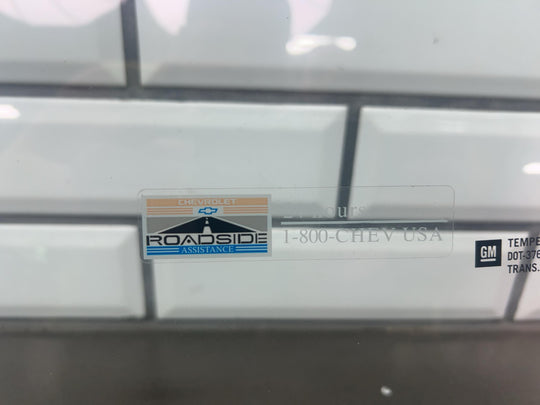 CHEVROLET
ROADSIDE
ASSISTANCE
24 Hours
1-800-CHEV USA
GM
TEMPE
DOT-376
TRANS.